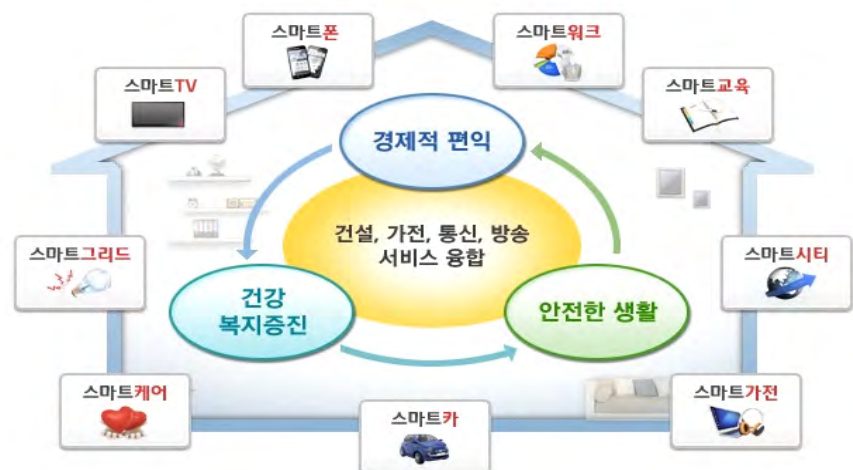 스마트폰
스마트워크
스마트TV
스마트교육
경제적 편익
건설, 가전, 통신, 방송
서비스 융합
스마트그리드
스마트시티
건강
복지증진
안전한 생활
스마트케어
스마트카
스마트가전